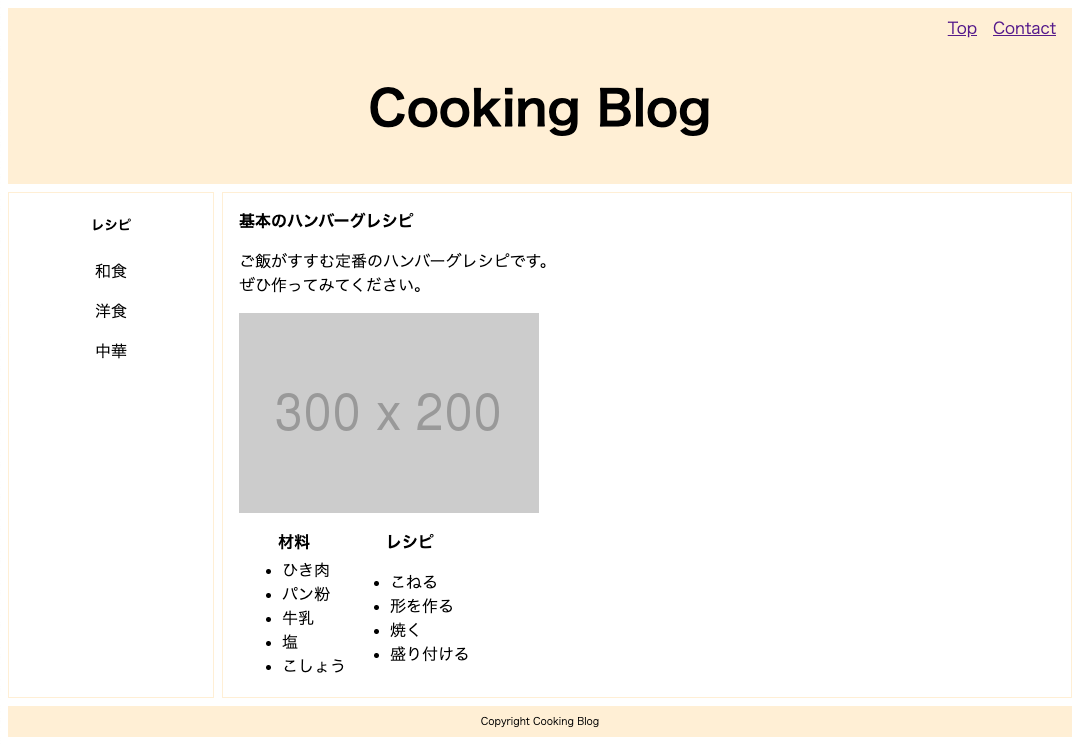 Top Contact
Cooking Blog
レシピ
和食
洋食
中華
基本のハンバーグレシピ
ご飯がすすむ定番のハンバーグレシピです。
ぜひ作ってみてください。
300 x 200
材料
ひき肉
パン粉
牛乳
塩
こしょう
レシピ
こねる
形を作る
焼く
盛り付ける
Copyright Cooking Blog